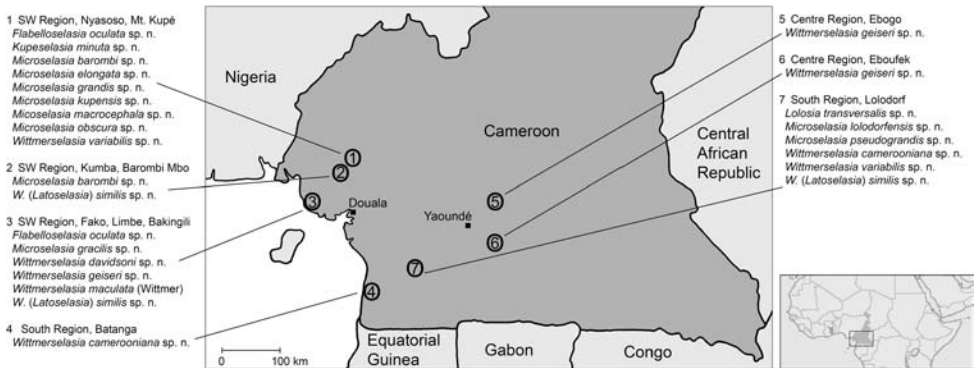 1 SW Region, Nyasoso, Mt. Kupé
Flabelloselasia oculata sp. n.
Kupeselasia minuta sp. n.
Microselasia barombi sp. n.
Microselasia elongata sp. n.
Microselasia grandis sp. n.
Microselasia kupensis sp. n.
Micoselasia macrocephala sp. n.
Microselasia obscura sp. n.
Wittmerselasia variabilis sp. n.
2 SW Region, Kumba, Barombi Mbo
Microselasia barombi sp. n.
W. (Latoselasia) similis sp. n.
3 SW Region, Fako, Limbe, Bakingili
Flabelloselasia oculata sp. n.
Microselasia gracilis sp. n.
Wittmerselasia davidsoni sp. n.
Wittmerselasia geiseri sp. n.
Wittmerselasia maculata (Wittmer)
W. (Latoselasia) similis sp. n.
4 South Region, Batanga
Wittmerselasia camerooniana sp. n.
Nigeria
Cameroon
Central
African
Republic
1
2
3
Douala
5
Yaoundé
6
7
4
0 100 km
Equatorial
Guinea
Gabon
Congo
5 Centre Region, Ebogo
Wittmerselasia geiseri sp. n.
6 Centre Region, Eboufek
Wittmerselasia geiseri sp. n.
7 South Region, Lolodorf
Lolosia transversalis sp. n.
Microselasia lolodorfensis sp. n.
Microselasia pseudograndis sp. n.
Wittmerselasia camerooniana sp. n.
Wittmerselasia variabilis sp. n.
W. (Latoselasia) similis sp. n.